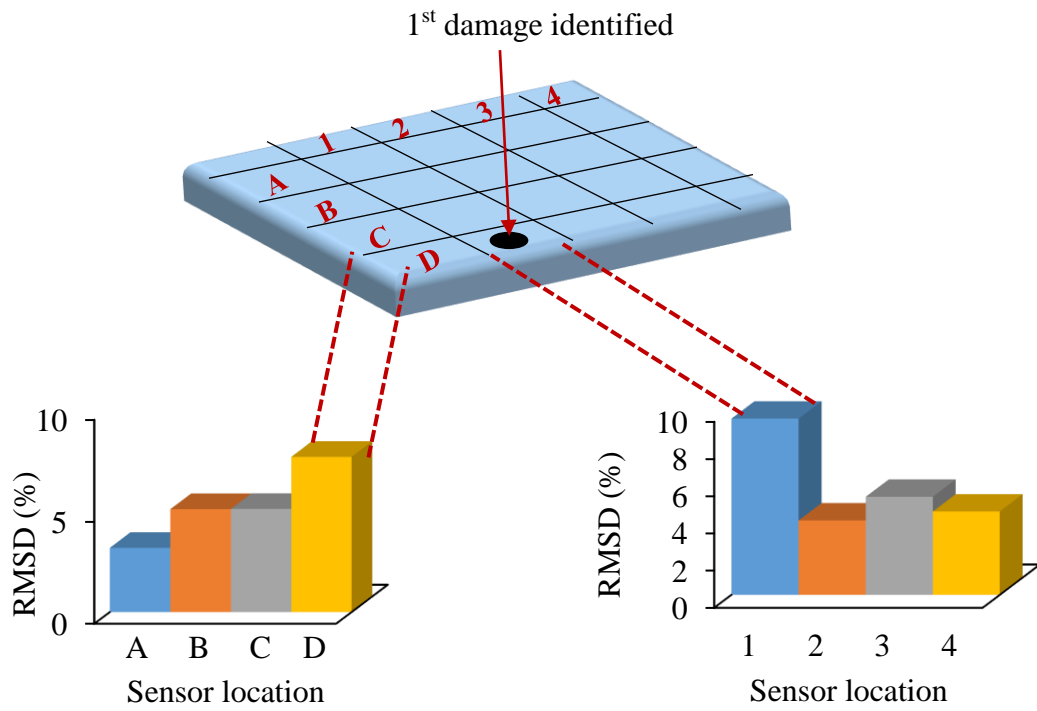 1st damage identified
1 2 3 4
A
B
C
D
10
5
0
RMSD (%)
A B C D
Sensor location
10
8
6
4
2
0
RMSD (%)
1 2 3 4
Sensor location